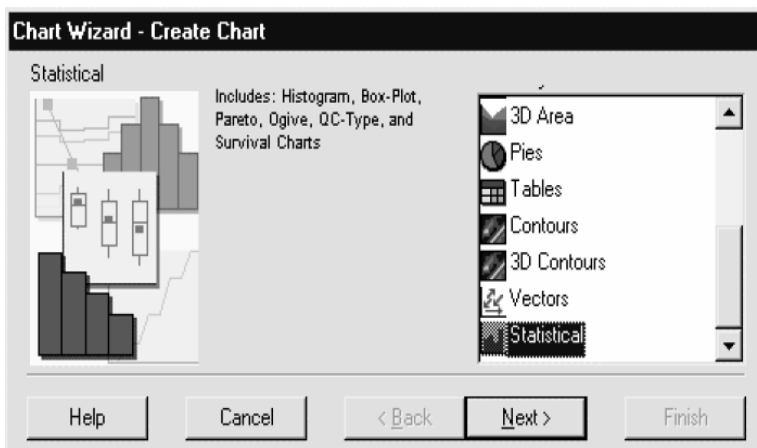 Chart Wizard - Create Chart
Statistical
Includes: Histogram, Box-Plot,
Pareto, Ogive, QC-Type, and
Survival Charts
3D Area
Pies
Tables
Contours
3D Contours
Vectors
Statistical
Help
Cancel
< Back
Next >
Finish